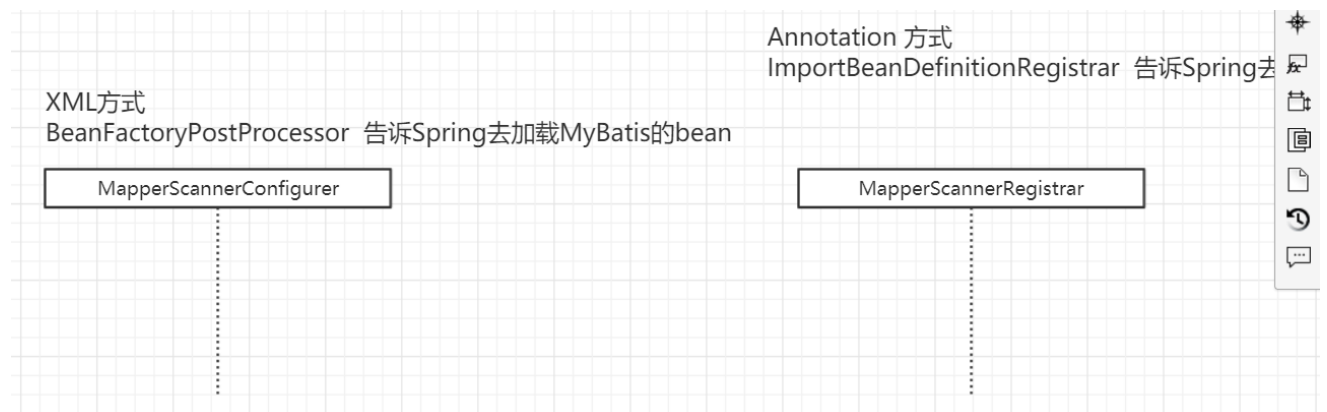 Annotation 方式
ImportBeanDefinitionRegistrar 告诉Spring去
XML方式
BeanFactoryPostProcessor 告诉Spring去加载MyBatis的bean
MapperScannerConfigurer
MapperScannerRegistrar
fx